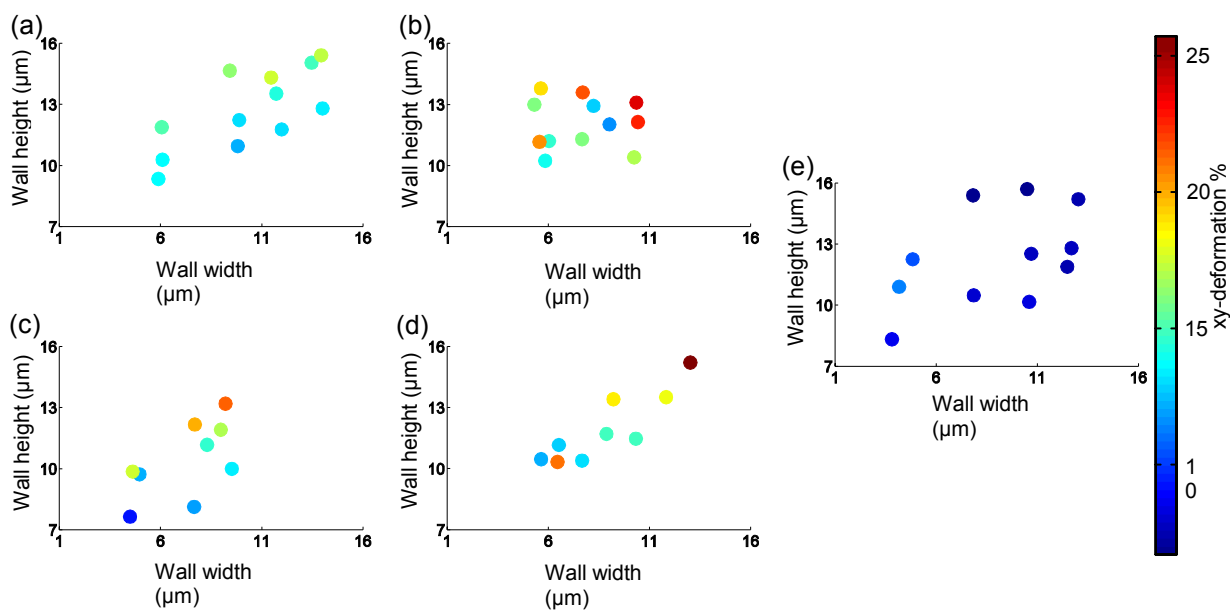 (a)
Wall height (µm)
16
13
10
7
1 6 11 16
Wall width
(µm)
(b)
Wall height (µm)
16
13
10
7
1 6 11 16
Wall width
(µm)
(c)
Wall height (µm)
16
13
10
7
1 6 11 16
Wall width
(µm)
(d)
Wall height (µm)
16
13
10
7
1 6 11 16
Wall width
(µm)
(e)
Wall height (µm)
16
13
10
7
1 6 11 16
Wall width
(µm)
25
20
15
1
0
xy-deformation %